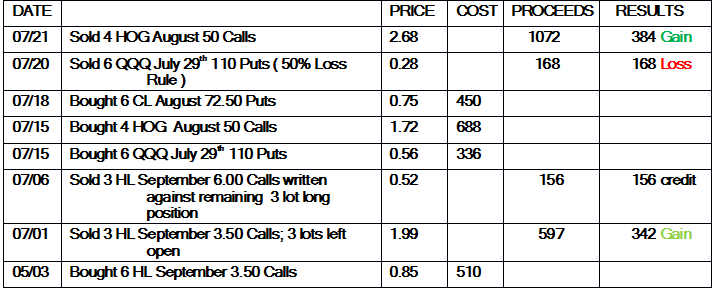 DATE PRICE COST PROCEEDS RESULTS
07/21 Sold 4 HOG August 50 Calls 2.68 1072 384 Gain
07/20 Sold 6 QQQ July 29th 110 Puts ( 50% Loss 0.28 168 168 Loss
Rule )
07/18 Bought 6 CL August 72.50 Puts 0.75 450
07/15 Bought 4 HOG August 50 Calls 1.72 688
07/15 Bought 6 QQQ July 29th 110 Puts 0.56 336
07/06 Sold 3 HL September 6.00 Calls written 0.52 156 156 credit
against remaining 3 lot long
position
07/01 Sold 3 HL September 3.50 Calls; 3 lots left 1.99 597 342 Gain
open
05/03 Bought 6 HL September 3.50 Calls 0.85 510